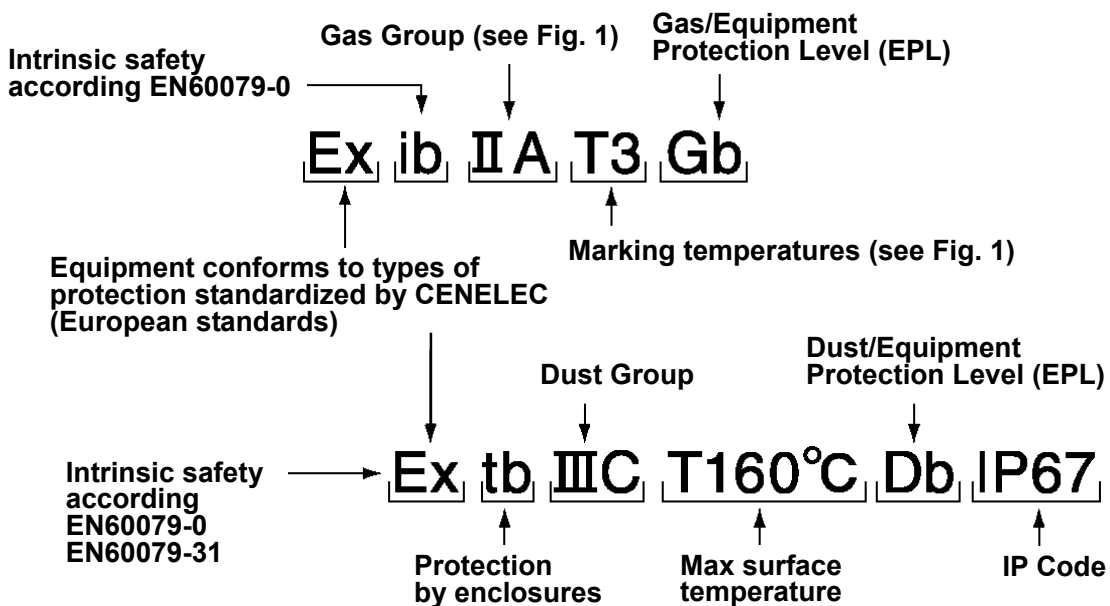 Gas Group (see Fig. 1)
Gas/Equipment
Protection Level (EPL)
Intrinsic safety
according EN60079-0
Ex ib ⅡA T3 Gb
Marking temperatures (see Fig. 1)
Equipment conforms to types of
protection standardized by CENELEC
(European standards)
Dust/Equipment
Protection Level (EPL)
Dust Group
Ex tb ⅢC T160°C Db IP67
Intrinsic safety
according
EN60079-0
EN60079-31
Protection
by enclosures
Max surface
temperature
IP Code